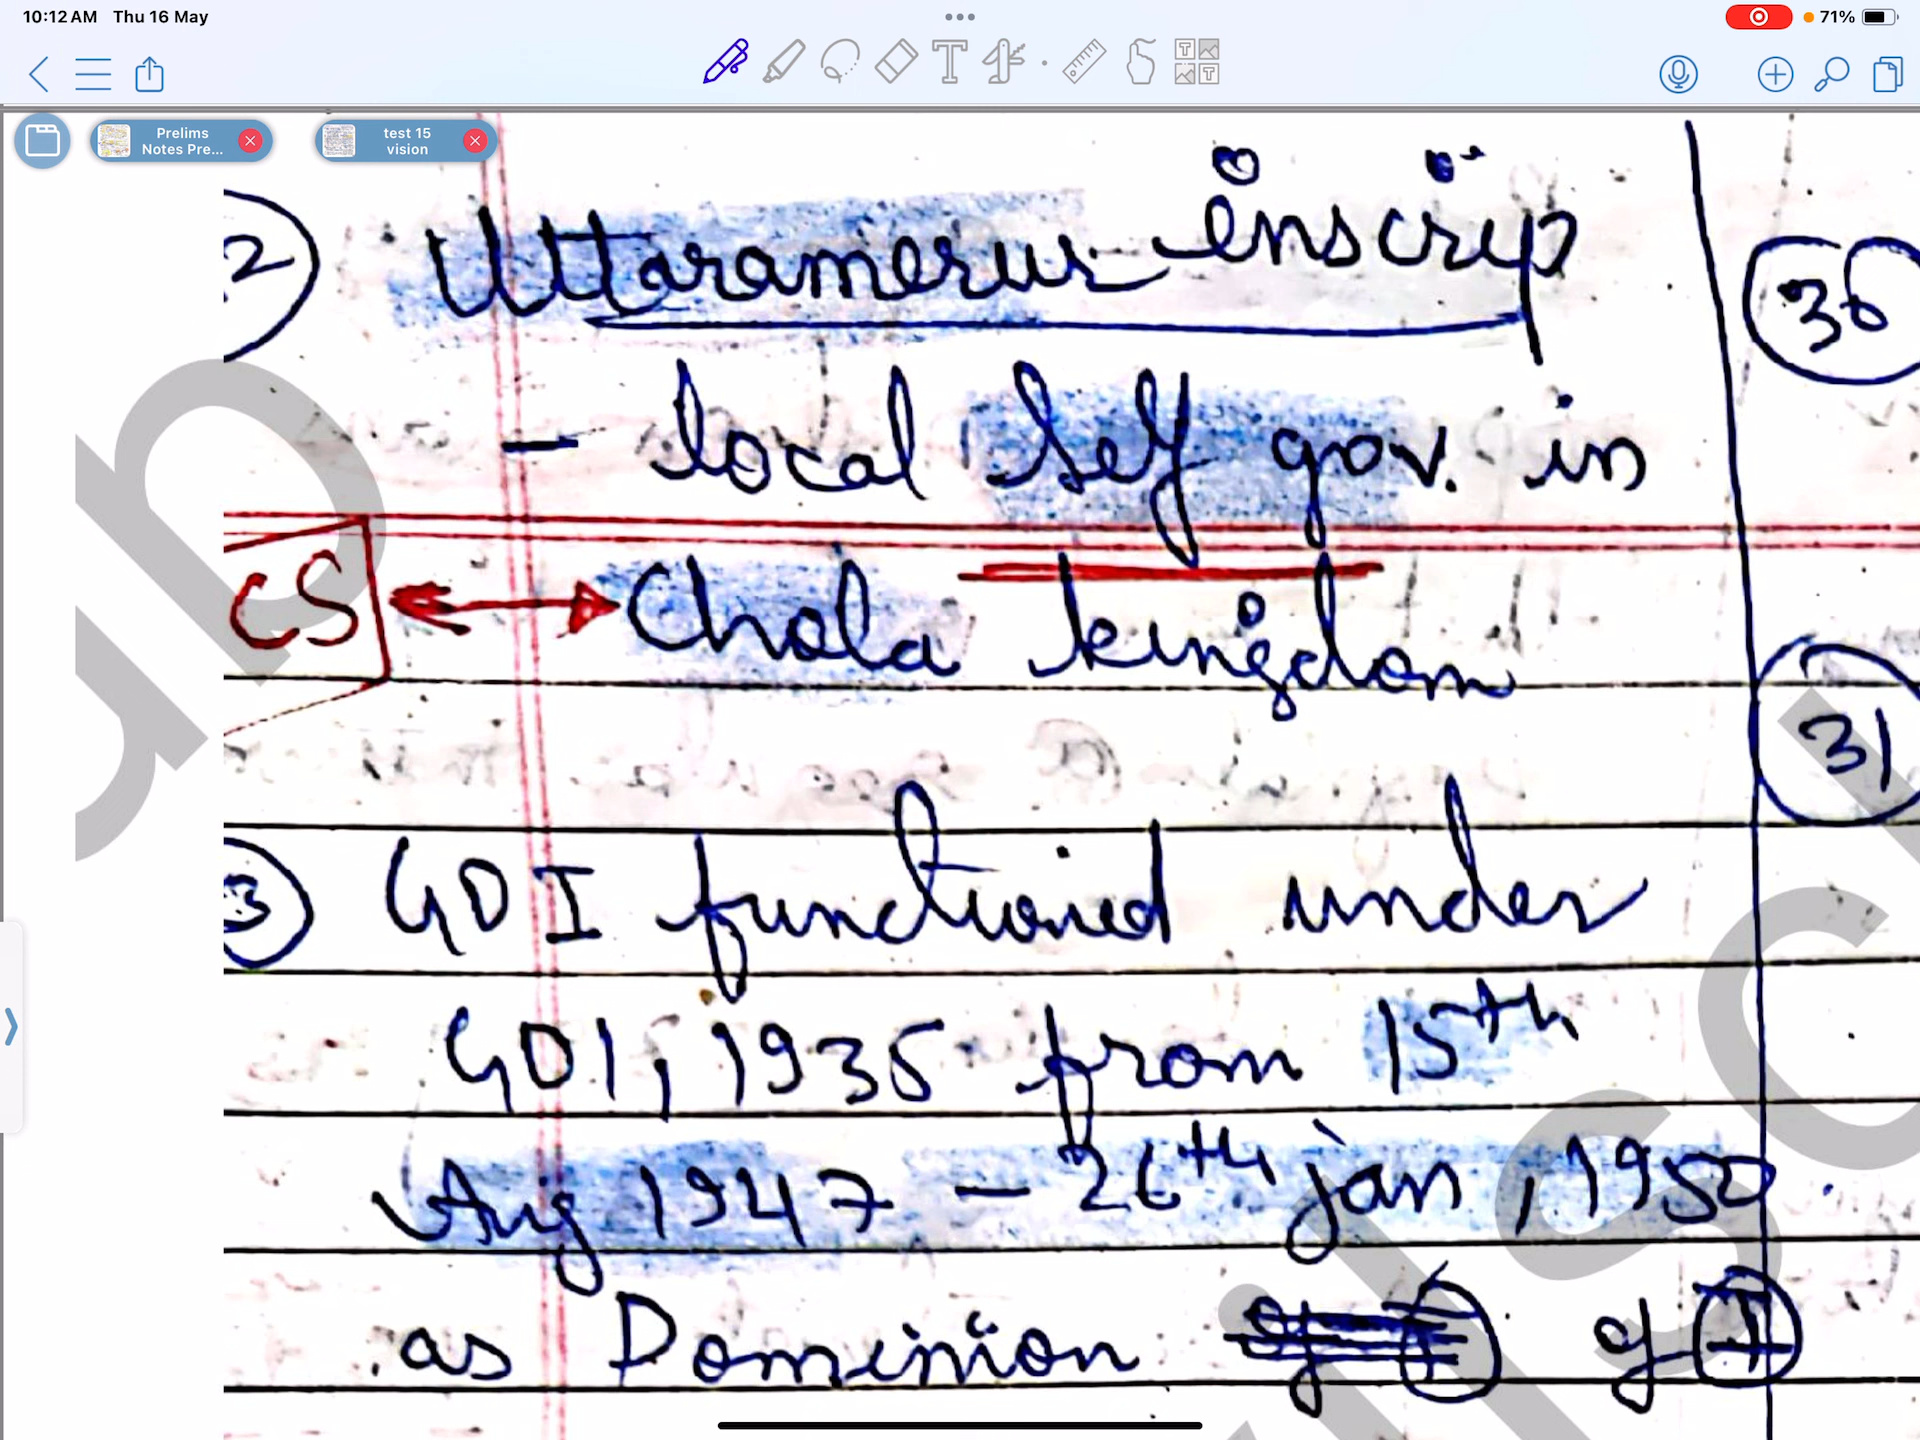 10:12 AM Thu 16 May
71%
Prelims
Notes Pre...
test 15
vision
2 Uttaramerur inscrip
- local Self gov. in
CS Chola kingdom
3 GOI functioned under
GOI, 1935 from 15th
Aug 1947 - 26th jan, 1950
as Dominion of I
36
31